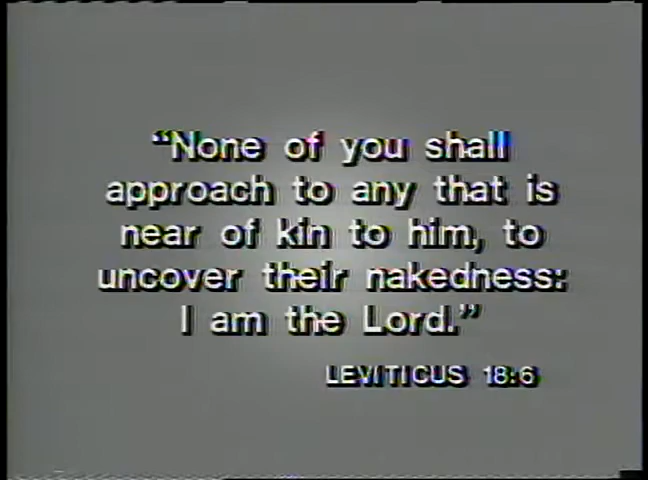 “None of you shall
approach to any that is
near of kin to him, to
uncover their nakedness:
I am the Lord.”
LEVITICUS 18:6